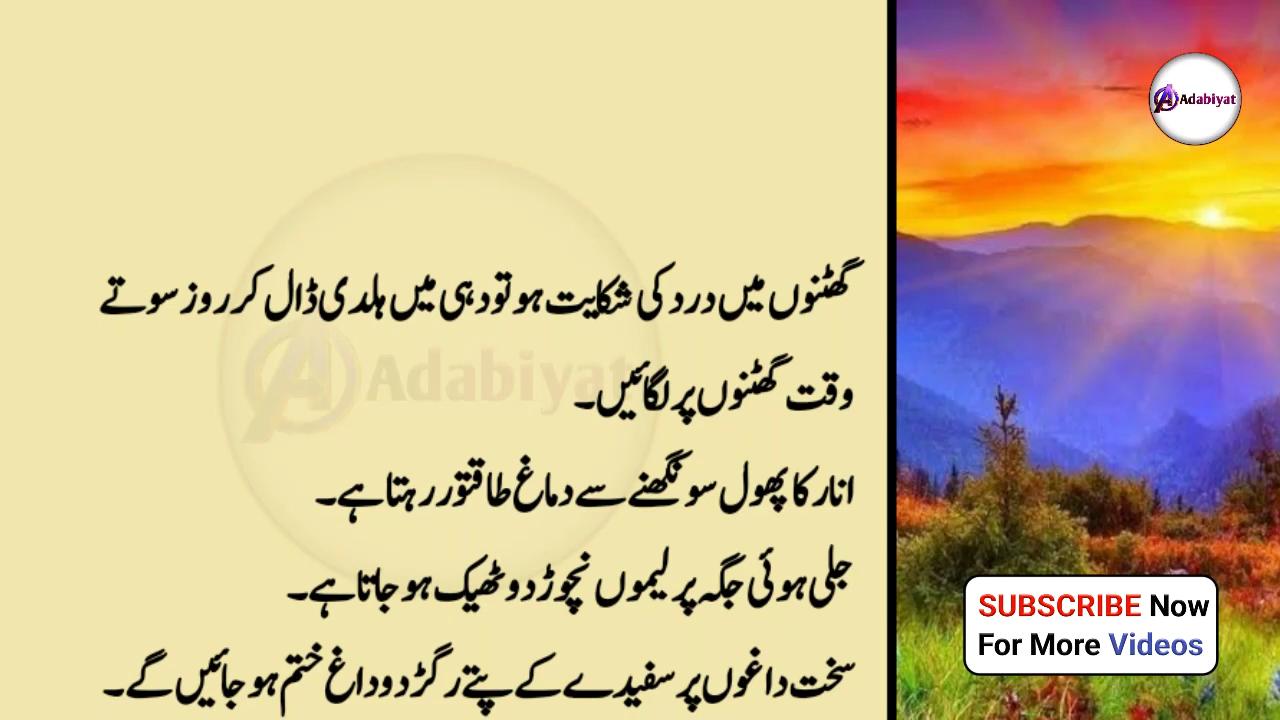 گھٹنوں میں درد کی شکایت ہو تو دہی میں ہلدی ڈال کر روز سوتے
وقت گھٹنوں پر لگائیں۔
انار کا پھول سونگھنے سے دماغ طاقتور رہتا ہے۔
جلی ہوئی جگہ پر لیموں نچوڑ دو ٹھیک ہو جاتا ہے۔
سخت داغوں پر سفیدے کے پتے رگڑ دو داغ ختم ہو جائیں گے۔
Adabiyat
Adabiyat
SUBSCRIBE Now
For More Videos